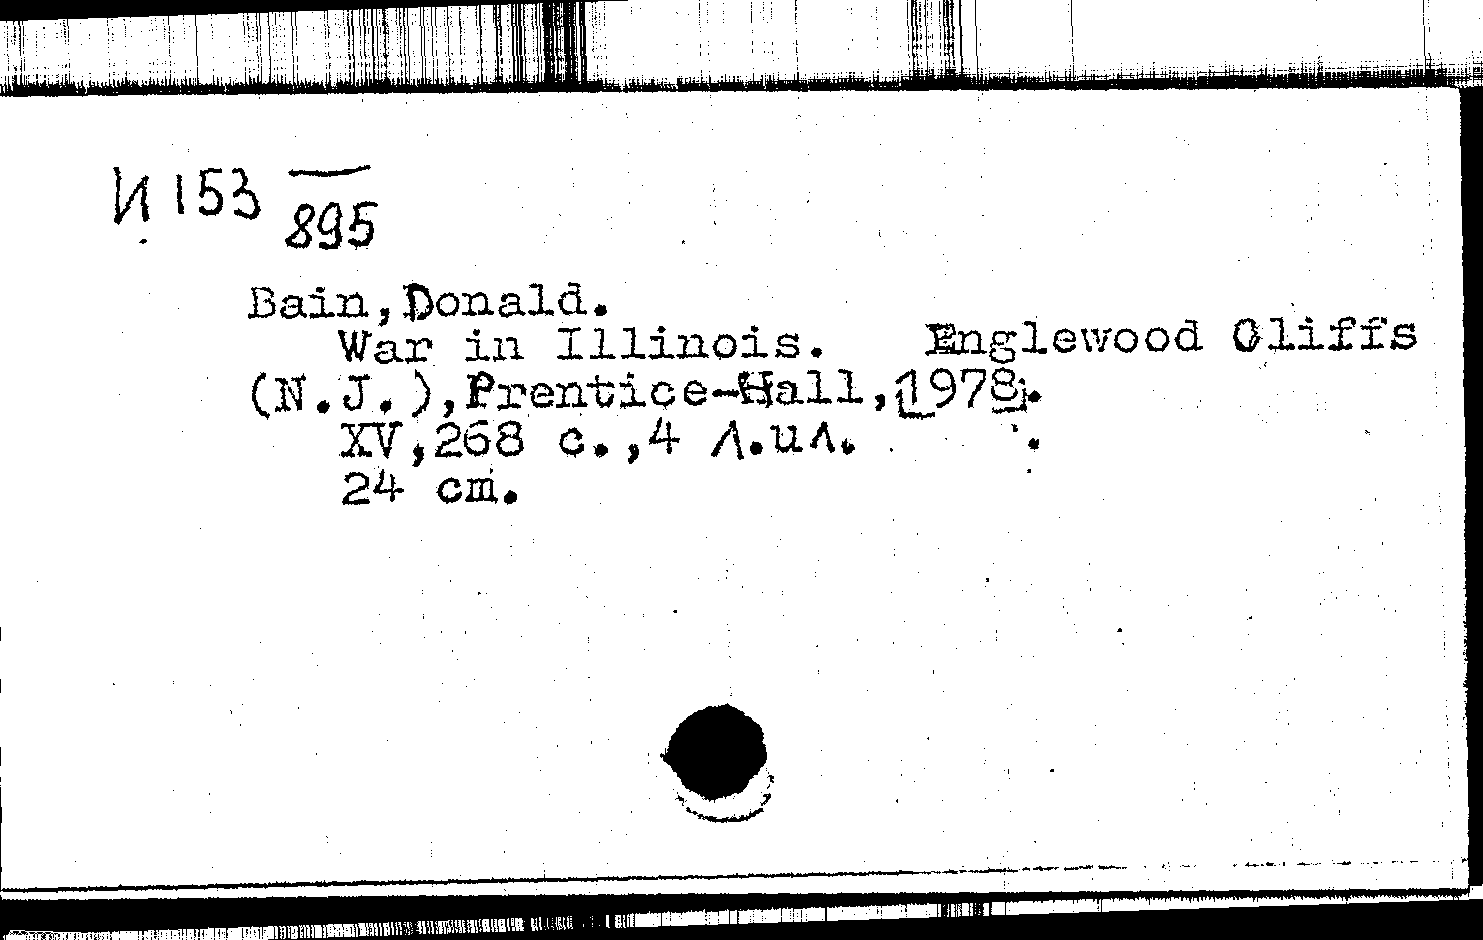 И 153 —
895
Bain,Donald.
War in Illinois. Englewood Cliffs
(N.J.),Prentice-Hall,[1978].
XV,268 с.,4 л.ил.
24 cm.